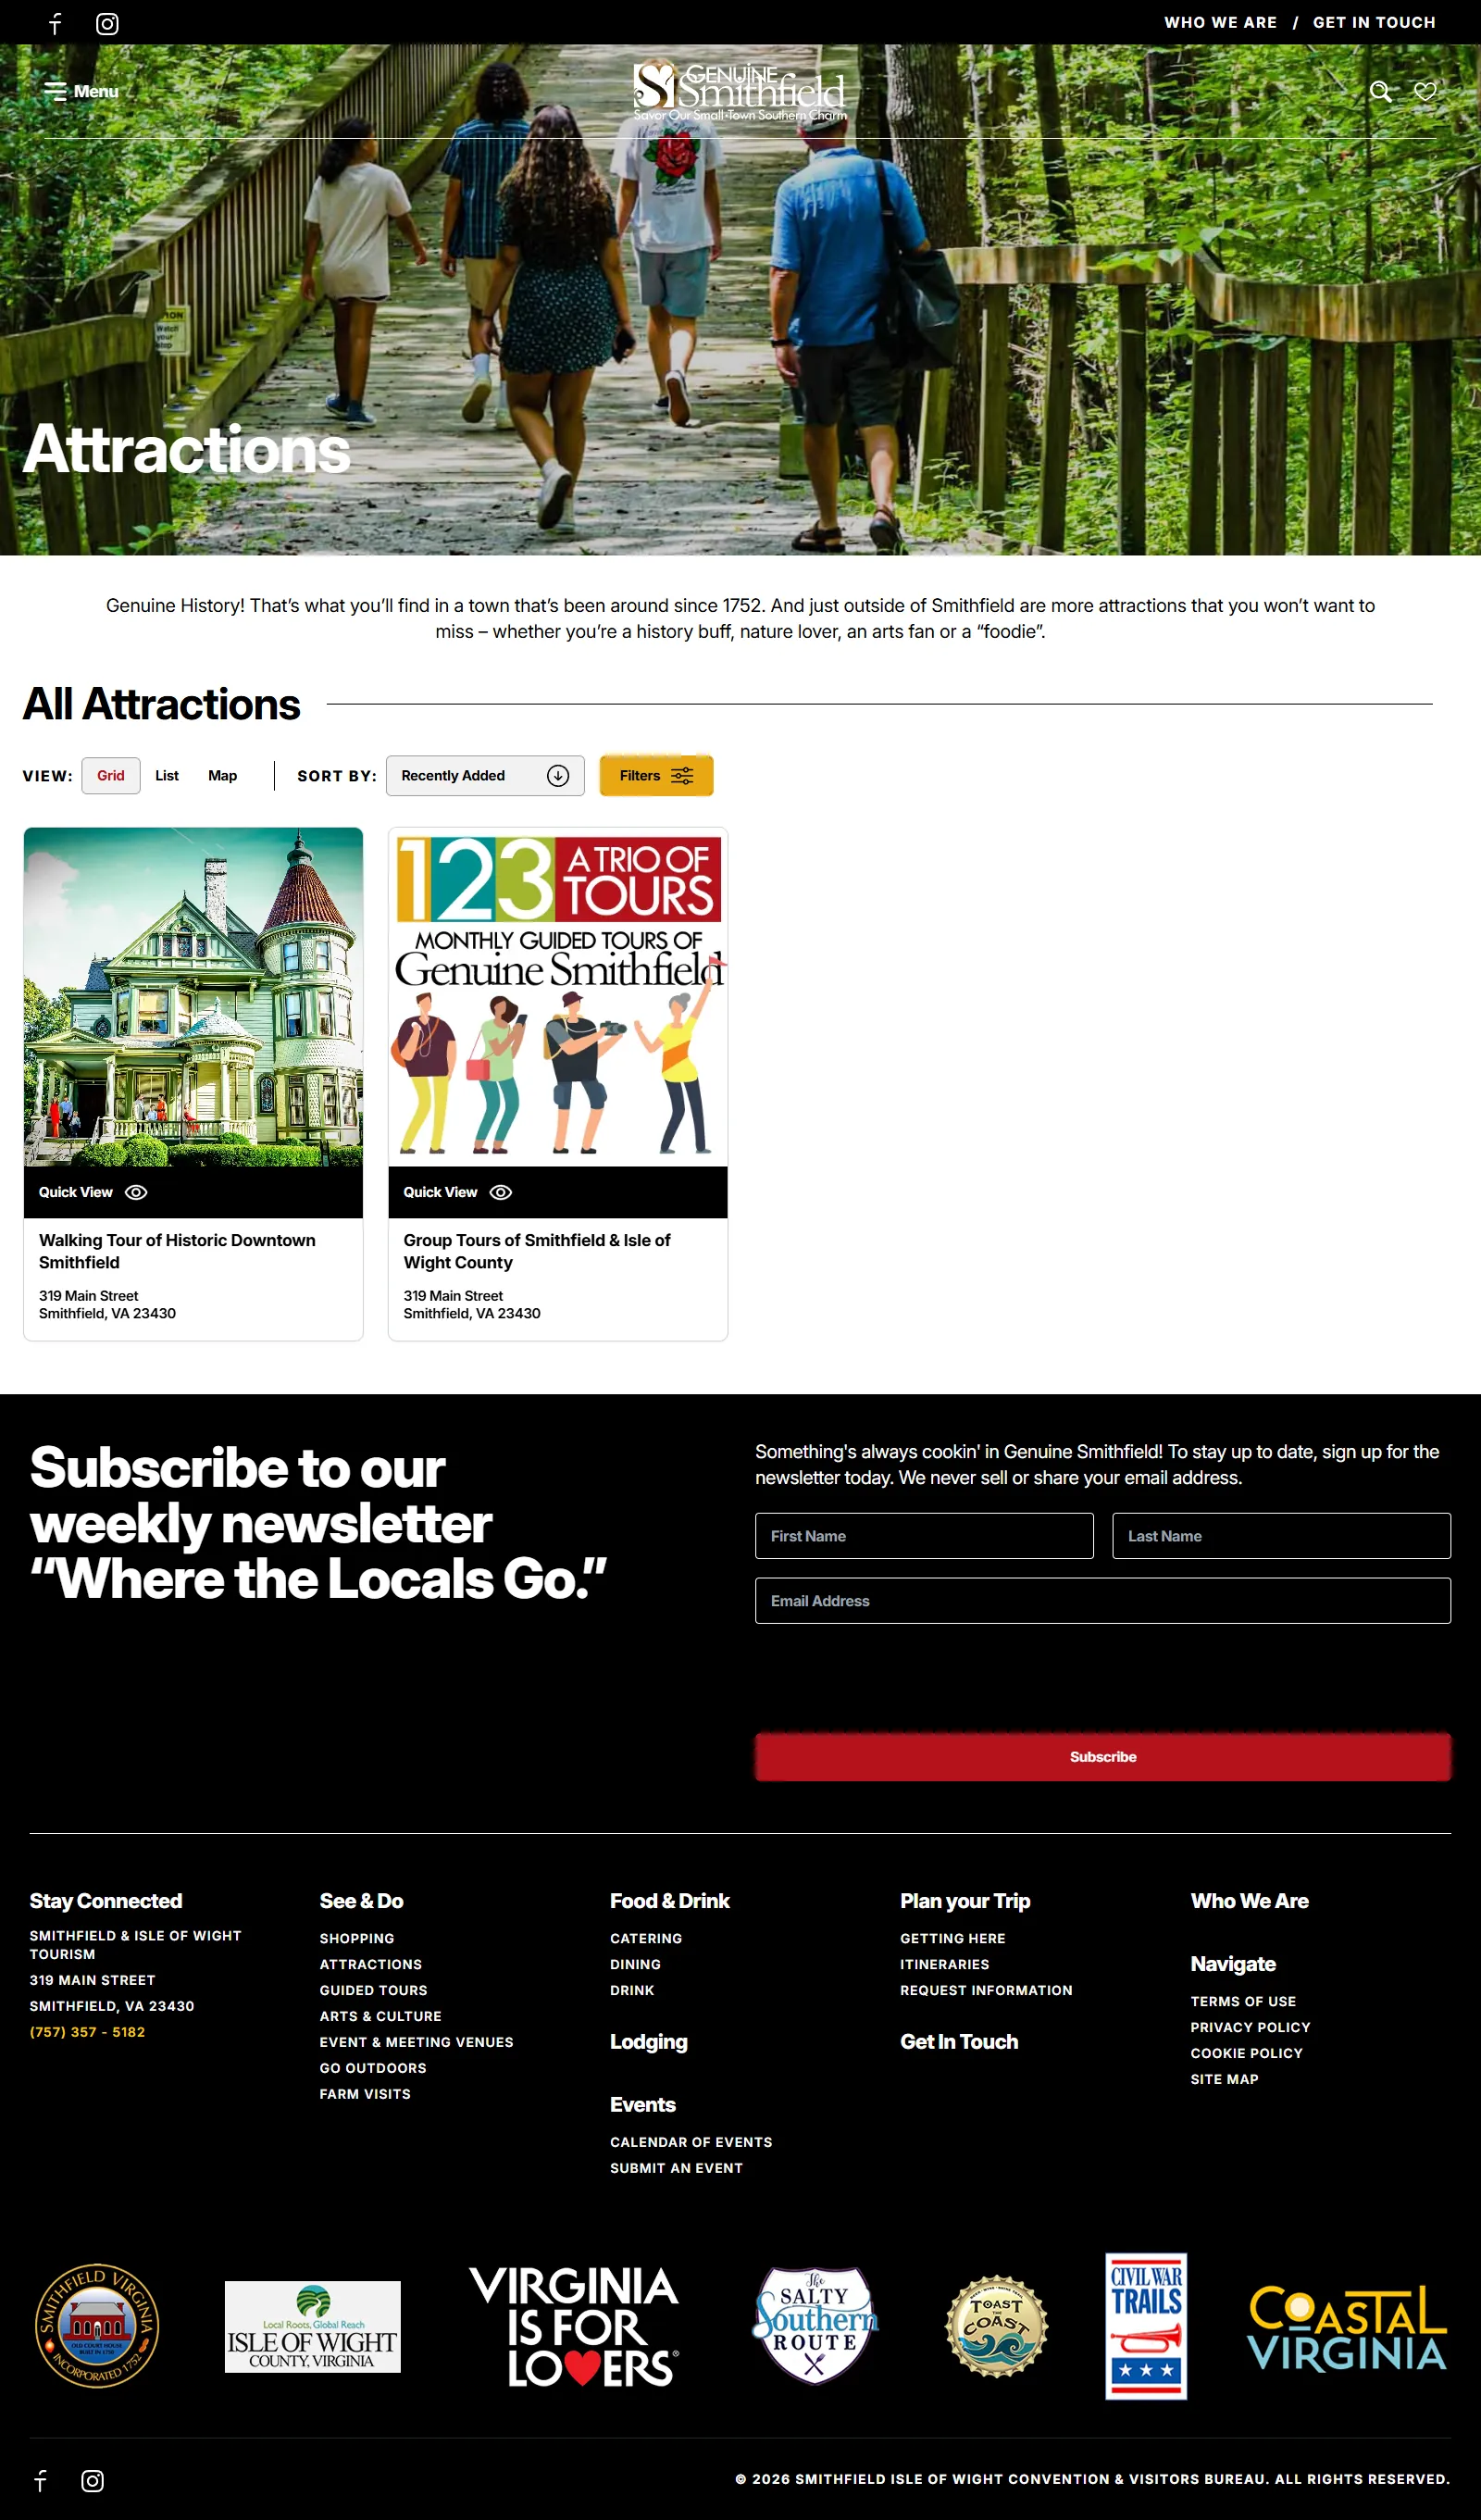 WHO WE ARE / GET IN TOUCH
Menu
GENUINE
Smithfield
Savor Our Small-Town Southern Charm
Watch
your
step
Attractions
Genuine History! That’s what you’ll find in a town that’s been around since 1752. And just outside of Smithfield are more attractions that you won’t want to
miss – whether you’re a history buff, nature lover, an arts fan or a “foodie”.
All Attractions
VIEW: Grid List Map SORT BY: Recently Added Filters
123 A TRIO OF
TOURS
MONTHLY GUIDED TOURS OF
Genuine Smithfield
Quick View
Walking Tour of Historic Downtown
Smithfield
319 Main Street
Smithfield, VA 23430
Quick View
Group Tours of Smithfield & Isle of
Wight County
319 Main Street
Smithfield, VA 23430
Subscribe to our
weekly newsletter
“Where the Locals Go.”
Something's always cookin' in Genuine Smithfield! To stay up to date, sign up for the
newsletter today. We never sell or share your email address.
First Name
Last Name
Email Address
Subscribe
Stay Connected
SMITHFIELD & ISLE OF WIGHT
TOURISM
319 MAIN STREET
SMITHFIELD, VA 23430
(757) 357 - 5182
See & Do
SHOPPING
ATTRACTIONS
GUIDED TOURS
ARTS & CULTURE
EVENT & MEETING VENUES
GO OUTDOORS
FARM VISITS
Food & Drink
CATERING
DINING
DRINK
Lodging
Events
CALENDAR OF EVENTS
SUBMIT AN EVENT
Plan your Trip
GETTING HERE
ITINERARIES
REQUEST INFORMATION
Get In Touch
Who We Are
Navigate
TERMS OF USE
PRIVACY POLICY
COOKIE POLICY
SITE MAP
SMITHFIELD VIRGINIA
OLD COURT HOUSE
BUILT IN 1750
INCORPORATED 1752
Local Roots, Global Reach
ISLE OF WIGHT
COUNTY, VIRGINIA
VIRGINIA
IS FOR
LOVERS®
The
SALTY
Southern
ROUTE
TOAST
THE
COAST
CIVIL WAR
TRAILS
COASTAL
VIRGINIA
© 2026 SMITHFIELD ISLE OF WIGHT CONVENTION & VISITORS BUREAU. ALL RIGHTS RESERVED.